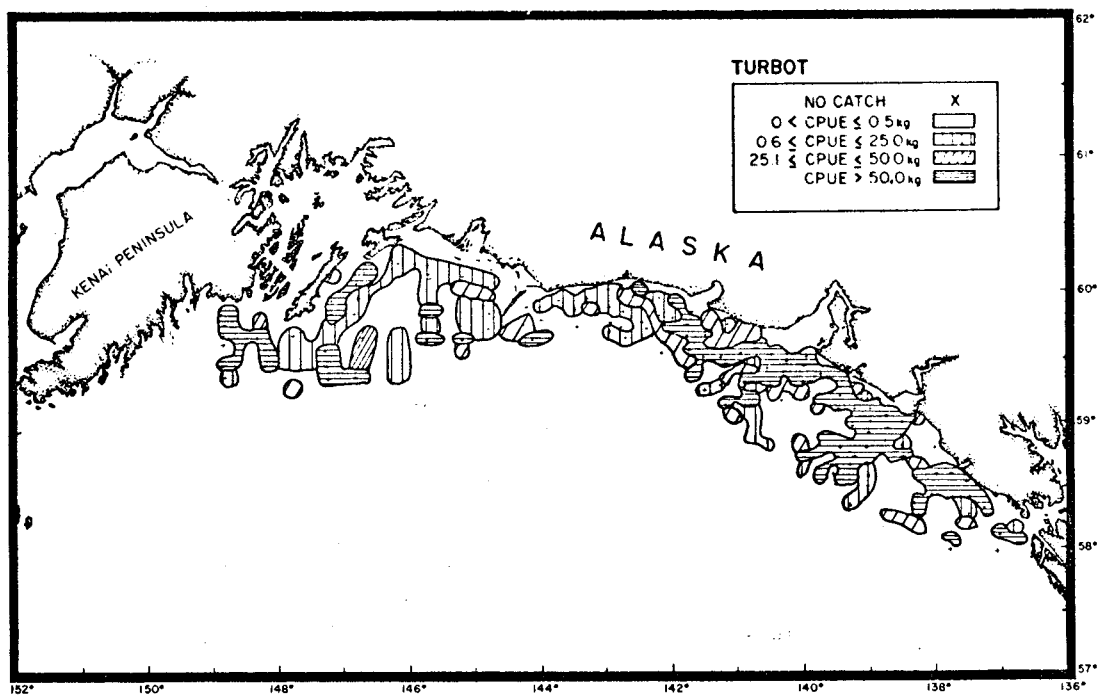 62°
TURBOT
NO CATCH X
0 < CPUE ≤ 0.5kg
0.6 ≤ CPUE ≤ 25.0kg
25.1 ≤ CPUE ≤ 50.0kg
CPUE > 50.0kg
61°
KENAI PENINSULA
ALASKA
60°
59°
58°
57°
152° 150° 148° 146° 144° 142° 140° 138° 136°